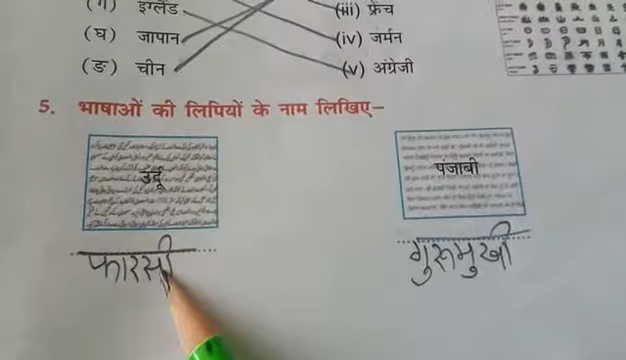 (ग) इंग्लैंड (iii) फ्रेंच
(घ) जापान (iv) जर्मन
(ङ) चीन (v) अंग्रेजी
5. भाषाओं की लिपियों के नाम लिखिए–
उर्दू पंजाबी
फारसी गुरूमुखी